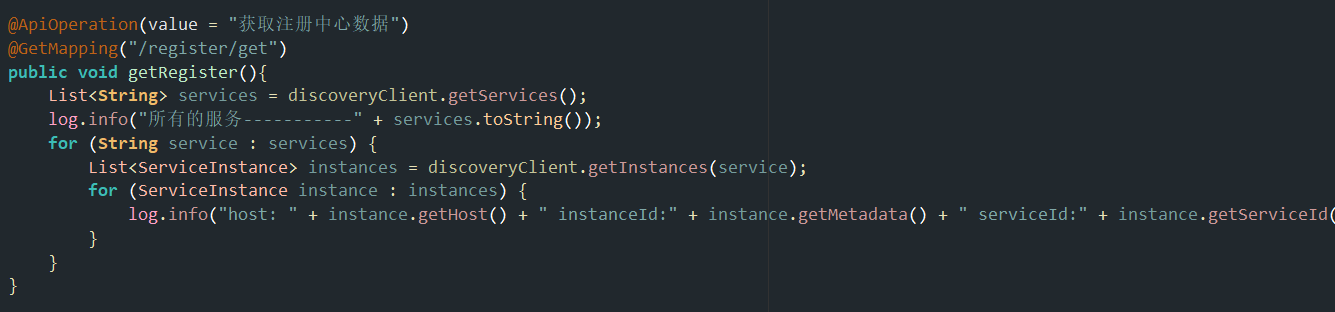 @ApiOperation(value = "获取注册中心数据")
@GetMapping("/register/get")
public void getRegister(){
    List<String> services = discoveryClient.getServices();
    log.info("所有的服务-----------" + services.toString());
    for (String service : services) {
        List<ServiceInstance> instances = discoveryClient.getInstances(service);
        for (ServiceInstance instance : instances) {
            log.info("host: " + instance.getHost() + " instanceId:" + instance.getMetadata() + " serviceId:" + instance.getServiceId(
        }
    }
}